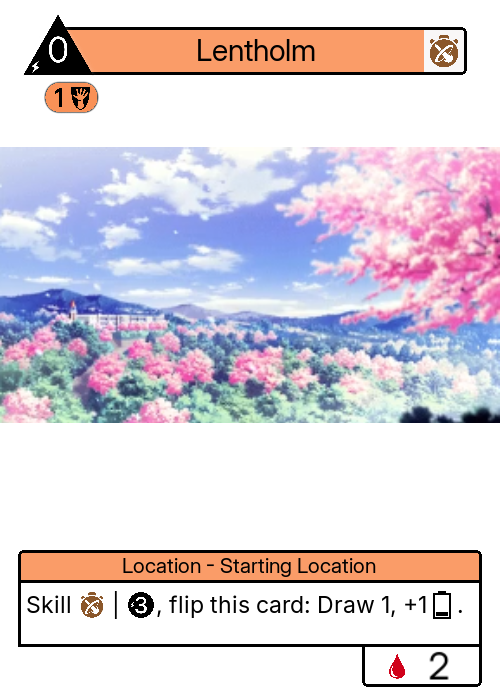 0
Lentholm
1
Location - Starting Location
Skill | 3, flip this card: Draw 1, +1 .
2